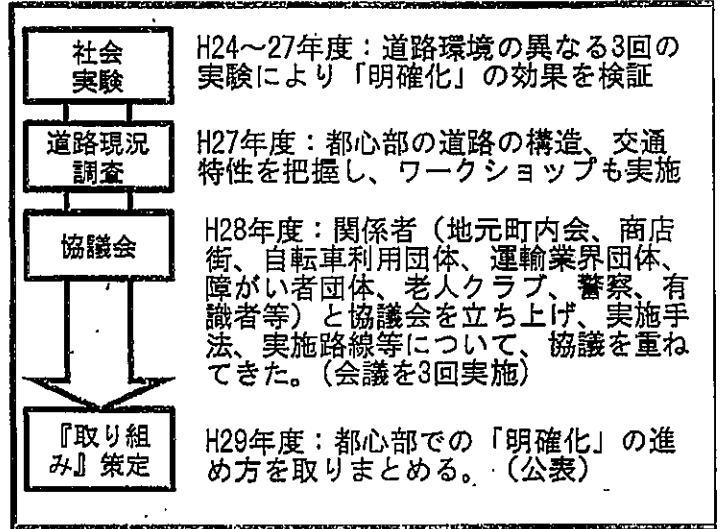 社会
実験
H24～27年度：道路環境の異なる3回の
実験により「明確化」の効果を検証
道路現況
調査
H27年度：都心部の道路の構造、交通
特性を把握し、ワークショップも実施
協議会
H28年度：関係者（地元町内会、商店
街、自転車利用団体、運輸業界団体、
障がい者団体、老人クラブ、警察、有
識者等）と協議会を立ち上げ、実施手
法、実施路線等について、協議を重ね
てきた。（会議を3回実施）
『取り組
み』策定
H29年度：都心部での「明確化」の進
め方を取りまとめる。（公表）